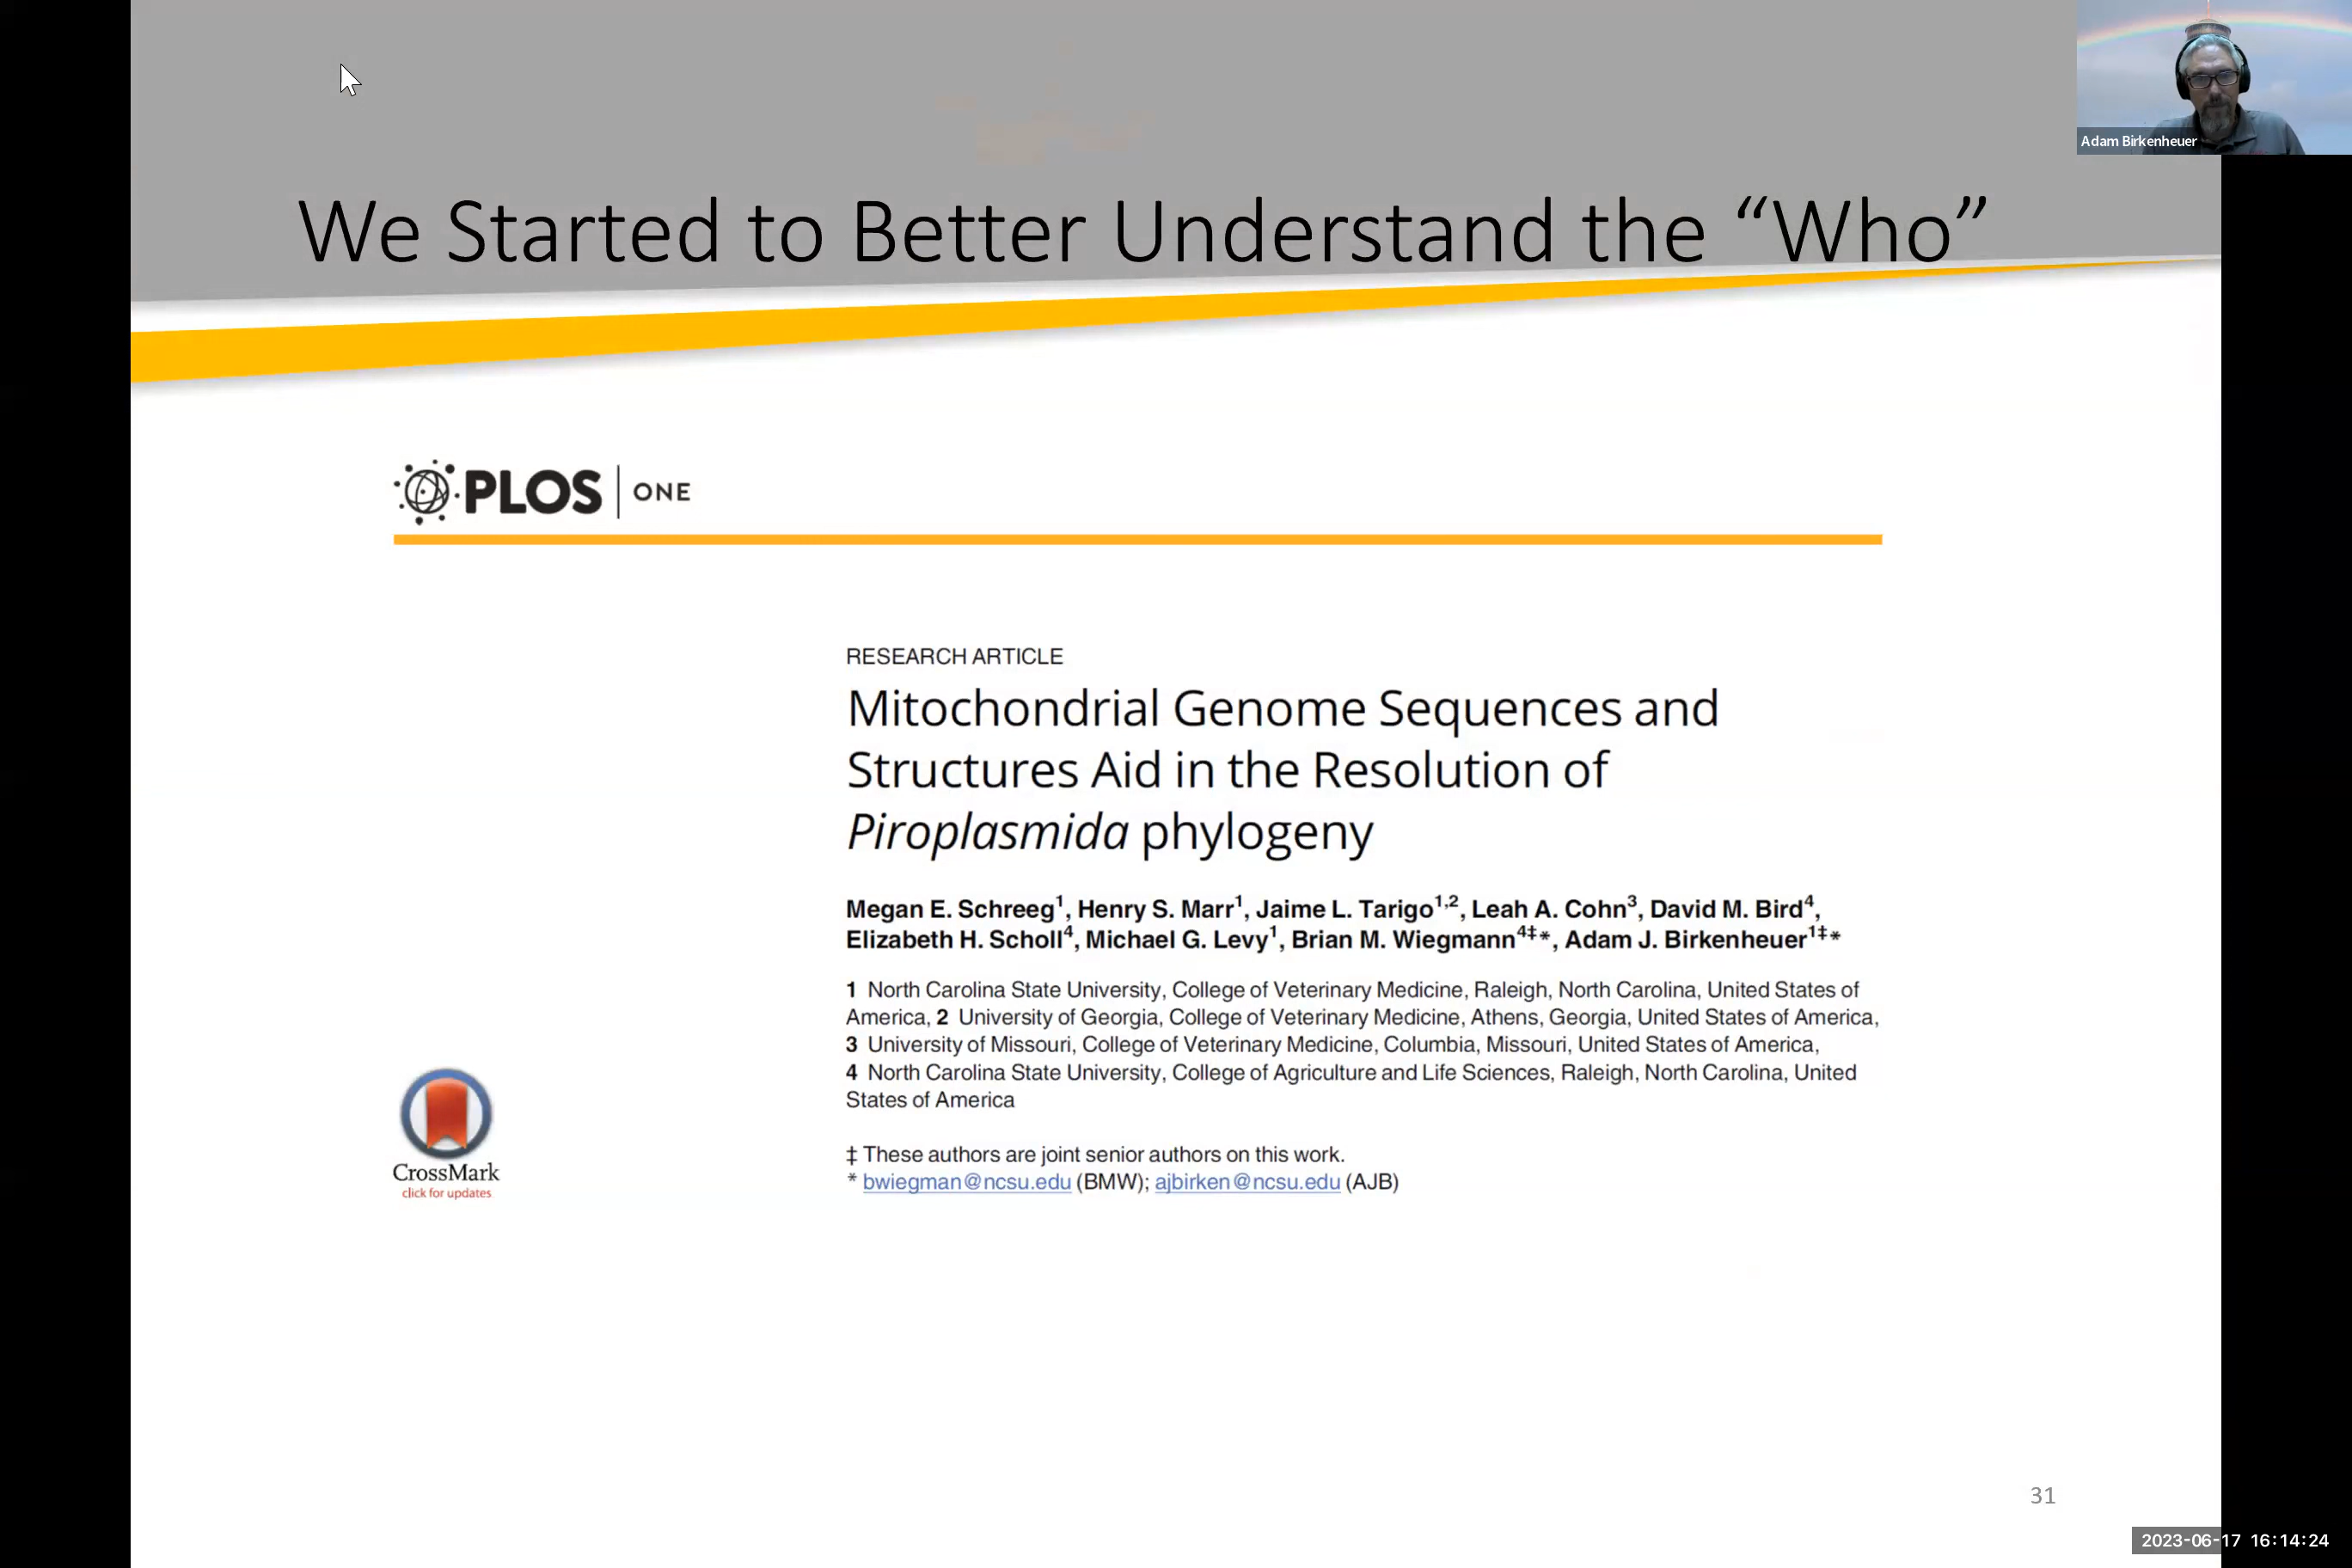 Adam Birkenheuer
We Started to Better Understand the “Who”
PLOS | ONE
RESEARCH ARTICLE
Mitochondrial Genome Sequences and
Structures Aid in the Resolution of
Piroplasmida phylogeny
Megan E. Schreeg1, Henry S. Marr1, Jaime L. Tarigo1,2, Leah A. Cohn3, David M. Bird4,
Elizabeth H. Scholl4, Michael G. Levy1, Brian M. Wiegmann4‡*, Adam J. Birkenheuer1‡*
1 North Carolina State University, College of Veterinary Medicine, Raleigh, North Carolina, United States of
America, 2 University of Georgia, College of Veterinary Medicine, Athens, Georgia, United States of America,
3 University of Missouri, College of Veterinary Medicine, Columbia, Missouri, United States of America,
4 North Carolina State University, College of Agriculture and Life Sciences, Raleigh, North Carolina, United
States of America
‡ These authors are joint senior authors on this work.
* bwiegman@ncsu.edu (BMW); ajbirken@ncsu.edu (AJB)
CrossMark
click for updates
31
2023-06-17 16:14:24